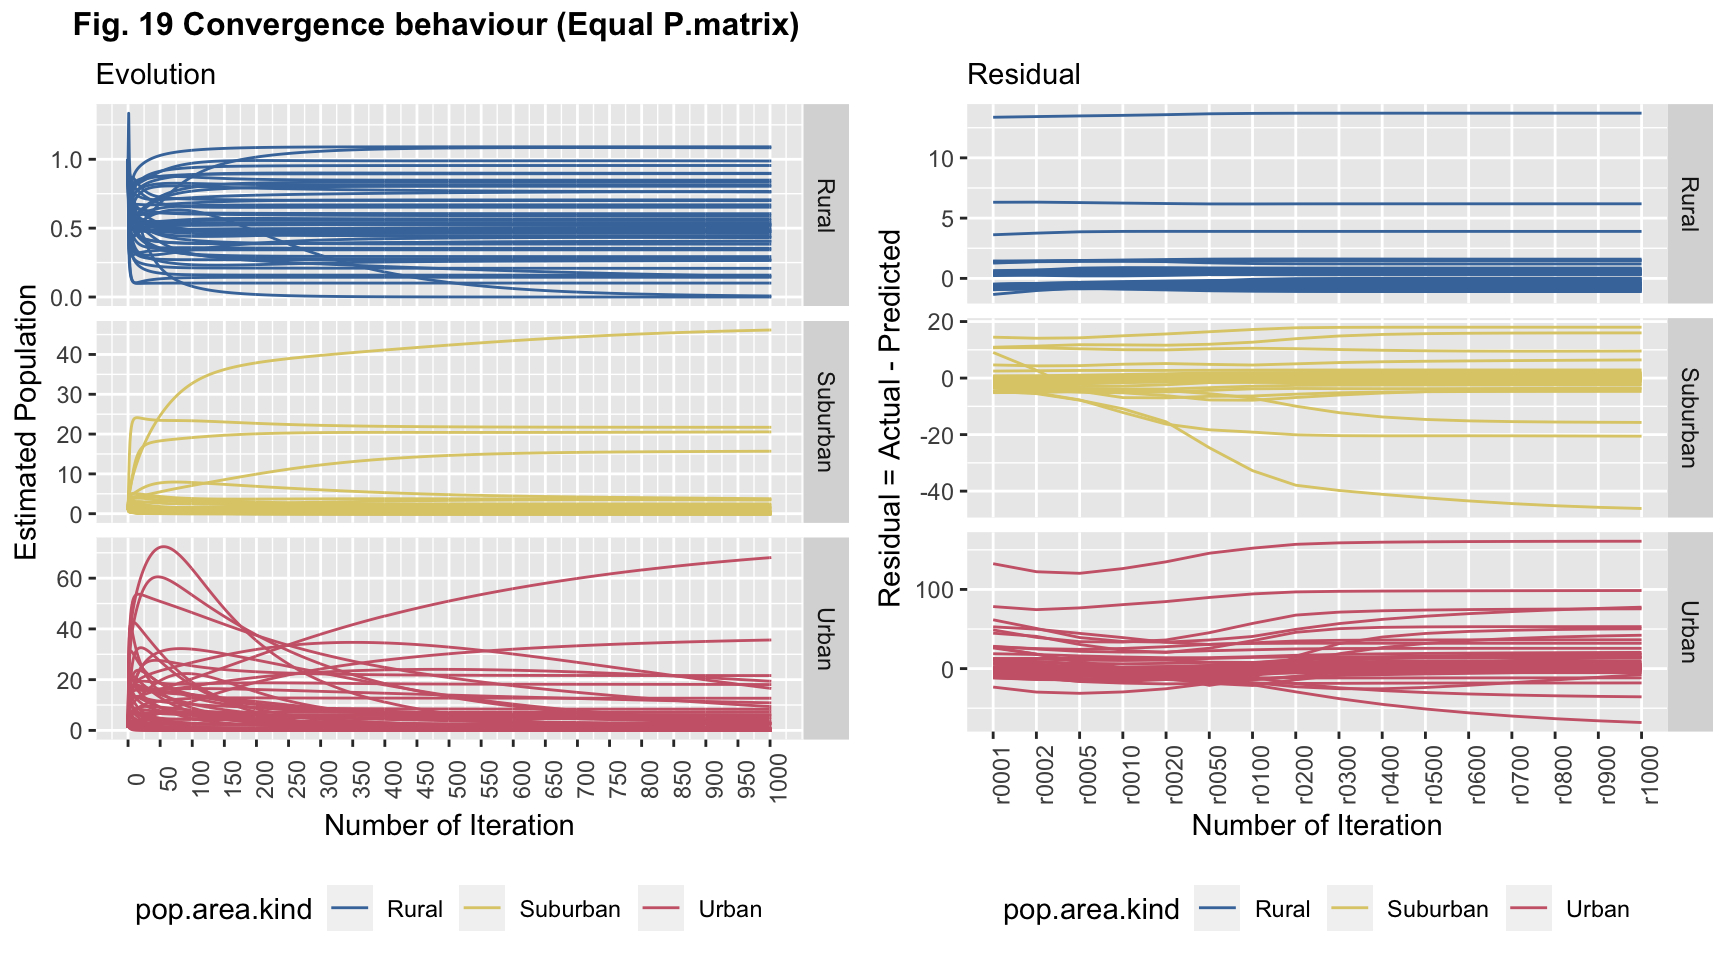 Fig. 19 Convergence behaviour (Equal P.matrix)
Evolution
Estimated Population
1.0
0.5
0.0
Rural
40
30
20
10
0
Suburban
60
40
20
0
Urban
0 50 100 150 200 250 300 350 400 450 500 550 600 650 700 750 800 850 900 950 1000
Number of Iteration
pop.area.kind Rural Suburban Urban
Residual
Residual = Actual - Predicted
10
5
0
Rural
20
0
-20
-40
Suburban
100
0
Urban
r0001 r0002 r0005 r0010 r0020 r0050 r0100 r0200 r0300 r0400 r0500 r0600 r0700 r0800 r0900 r1000
Number of Iteration
pop.area.kind Rural Suburban Urban